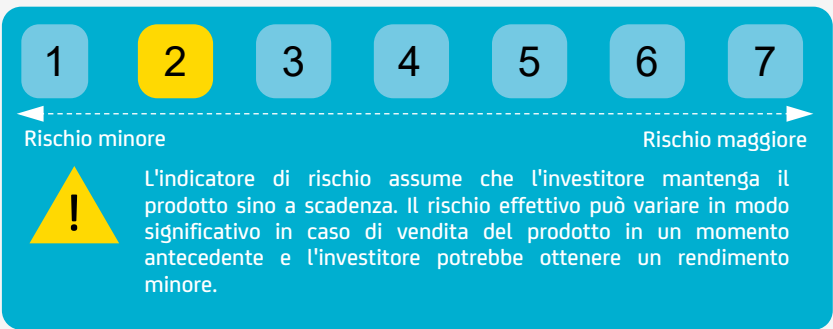 1 2 3 4 5 6 7
Rischio minore Rischio maggiore
! L'indicatore di rischio assume che l'investitore mantenga il
prodotto sino a scadenza. Il rischio effettivo può variare in modo
significativo in caso di vendita del prodotto in un momento
antecedente e l'investitore potrebbe ottenere un rendimento
minore.